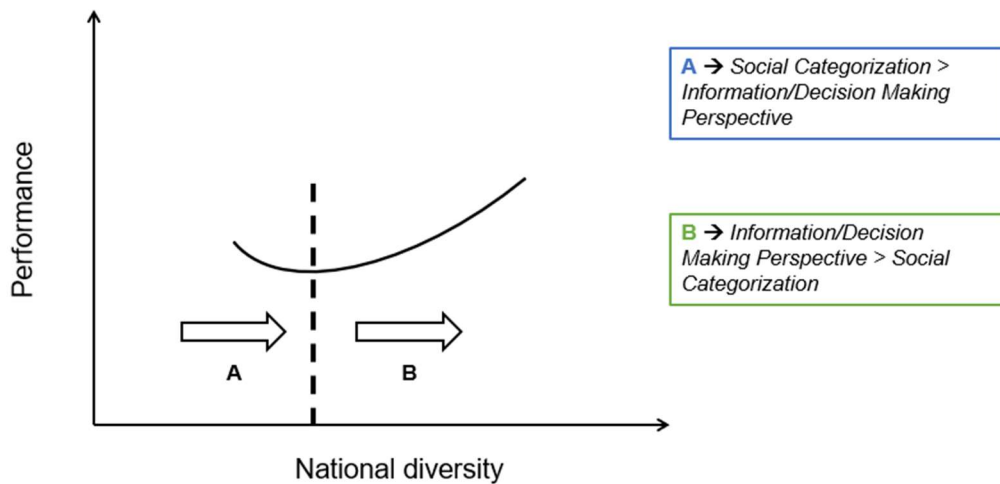 Performance
A → Social Categorization >
Information/Decision Making
Perspective
B → Information/Decision
Making Perspective > Social
Categorization
A
B
National diversity